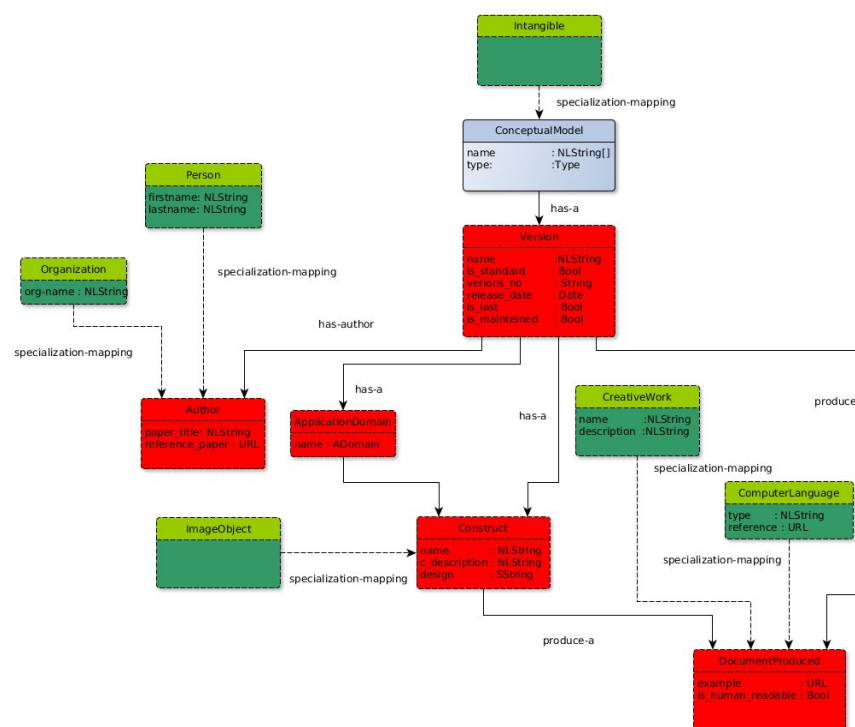 Intangible
specialization-mapping
ConceptualModel
name : NLString[]
type: :Type
has-a
Person
firstname: NLString
lastname: NLString
specialization-mapping
Version
name :NLString
is_standard : Bool
verions_no : String
release_date : Date
is_last : Bool
is_mainteined : Bool
Organization
org-name : NLString
specialization-mapping
has-author
has-a
has-a
produce
Author
paper_title: NLString
reference_paper : URL
ApplicationDomain
name : ADomain
CreativeWork
name :NLString
description :NLString
specialization-mapping
ComputerLanguage
type : NLString
reference : URL
specialization-mapping
ImageObject
specialization-mapping
Construct
name : NLString
c_description : NLString
design : SString
produce-a
DocumentProduced
example : URL
is_human_readable : Bool